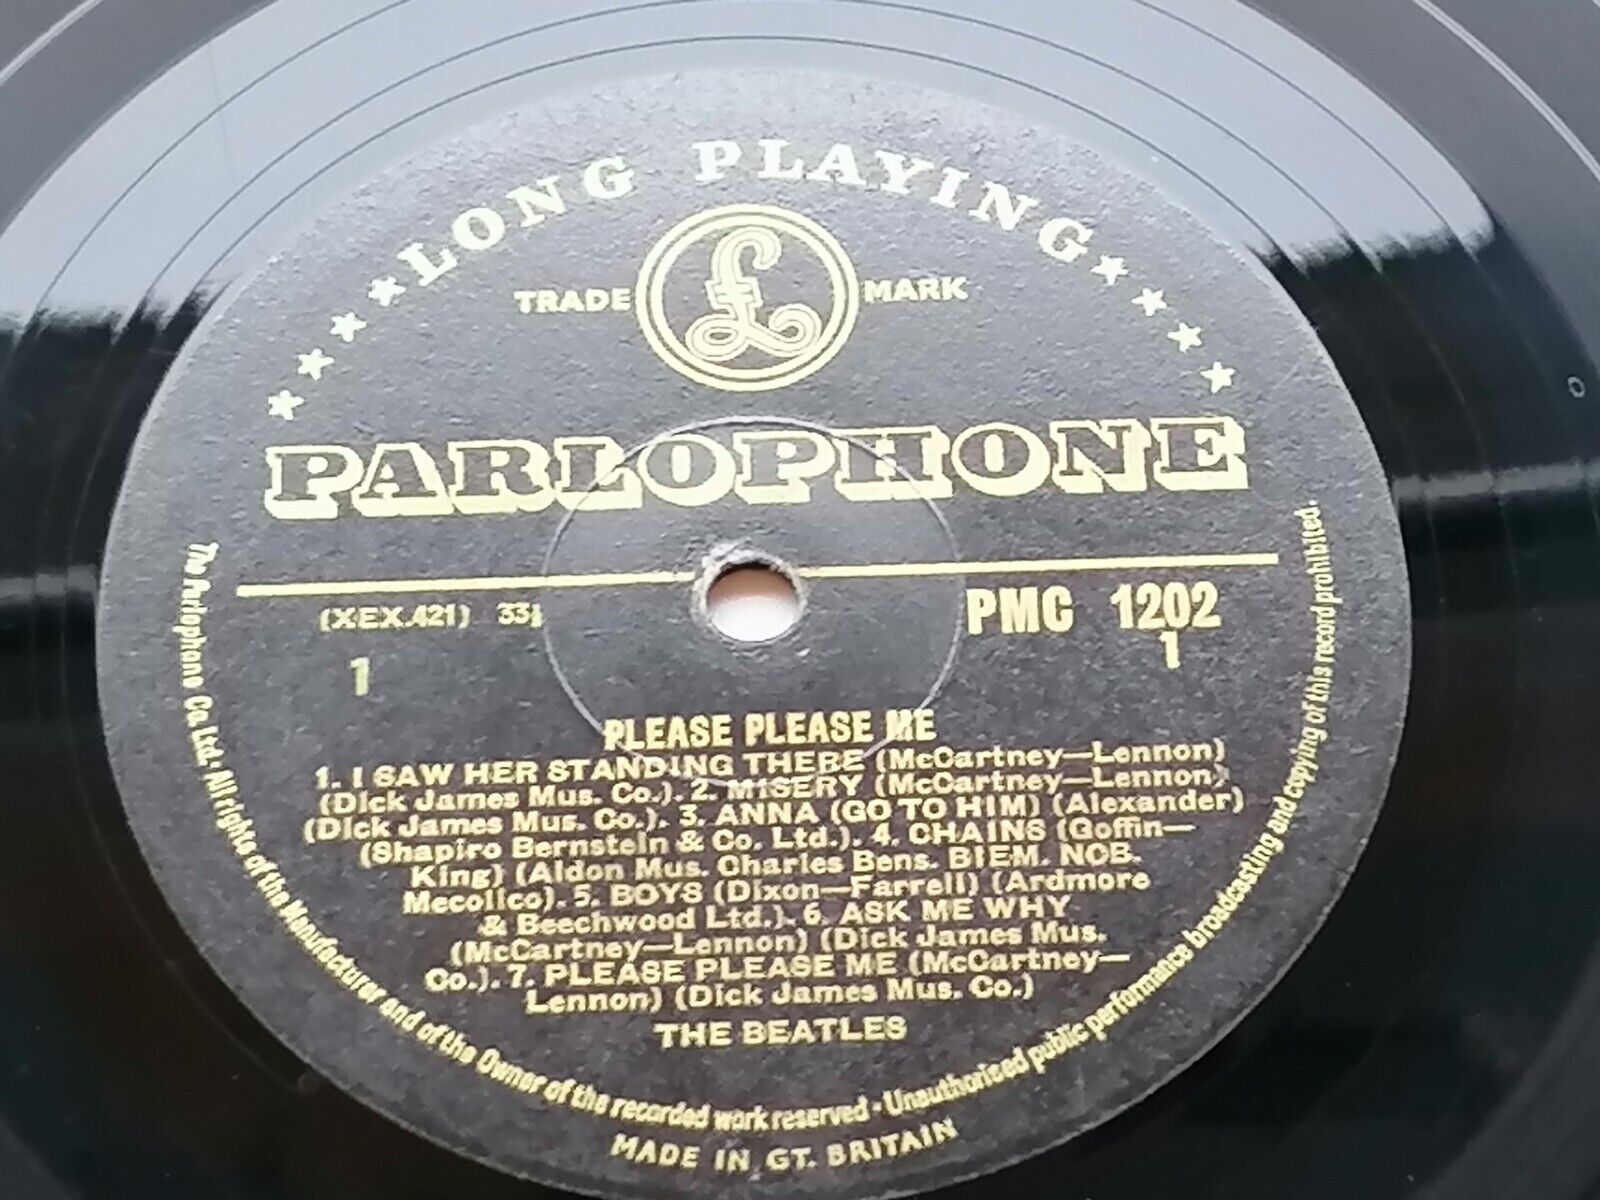 LONG PLAYING
TRADE £ MARK
PARLOPHONE
(XEX.421) 33⅓
PMC 1202
1
1
PLEASE PLEASE ME
1. I SAW HER STANDING THERE (McCartney—Lennon)
(Dick James Mus. Co.). 2. MISERY (McCartney—Lennon)
(Dick James Mus. Co.). 3. ANNA (GO TO HIM) (Alexander)
(Shapiro Bernstein & Co. Ltd.). 4. CHAINS (Goffin—
King) (Aldon Mus. Charles Bens. BIEM. NCB.
Mecolico). 5. BOYS (Dixon—Farrell) (Ardmore
& Beechwood Ltd.). 6. ASK ME WHY
(McCartney—Lennon) (Dick James Mus.
Co.). 7. PLEASE PLEASE ME (McCartney—
Lennon) (Dick James Mus. Co.)
THE BEATLES
The Parlophone Co. Ltd. · All rights of the Manufacturer and of the Owner of the recorded work reserved · Unauthorised public performance broadcasting and copying of this record prohibited.
MADE IN GT. BRITAIN